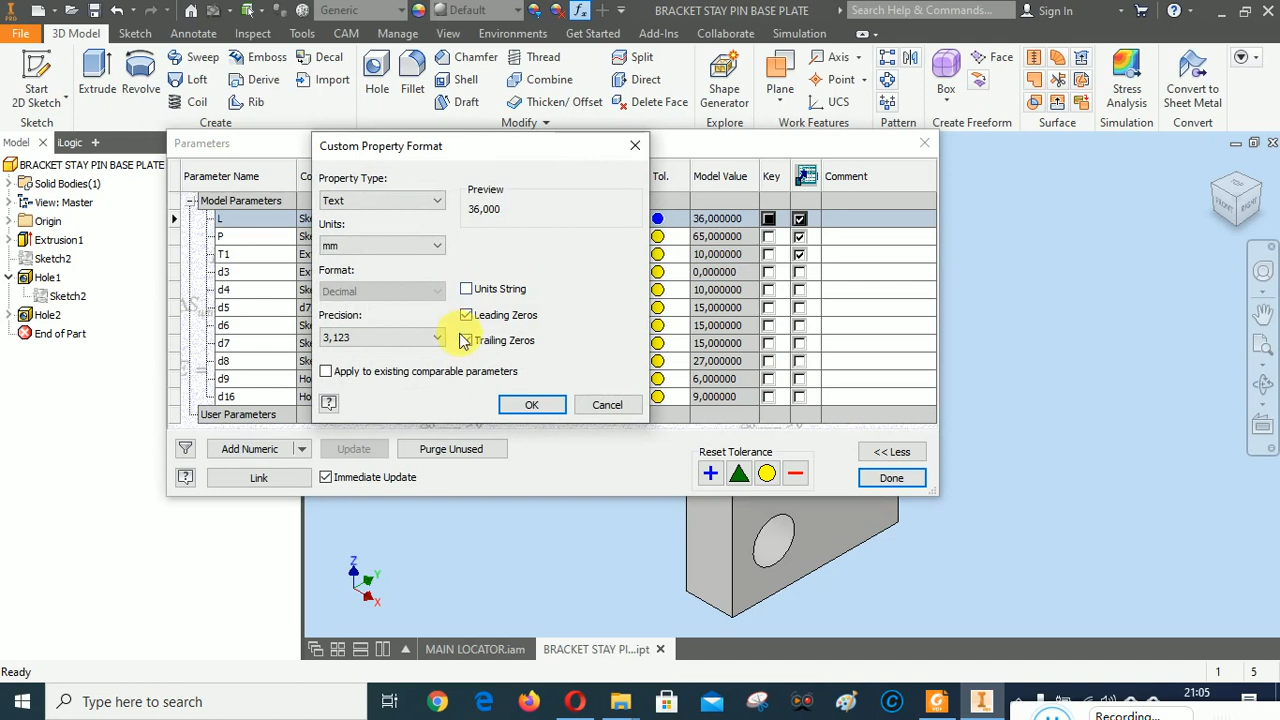 PRO
Generic
Default
fx
BRACKET STAY PIN BASE PLATE
Search Help & Commands...
Sign In
File
3D Model
Sketch
Annotate
Inspect
Tools
CAM
Manage
View
Environments
Get Started
Add-Ins
Collaborate
Simulation
Start
2D Sketch
Extrude
Revolve
Sweep
Loft
Coil
Emboss
Derive
Rib
Decal
Import
Hole
Fillet
Chamfer
Shell
Draft
Thread
Combine
Thicken/ Offset
Split
Direct
Delete Face
Shape
Generator
Plane
Axis
Point
UCS
Box
Face
Stress
Analysis
Convert to
Sheet Metal
Sketch
Create
Modify
Explore
Work Features
Pattern
Create Freeform
Surface
Simulation
Convert
Model
iLogic
BRACKET STAY PIN BASE PLATE
Solid Bodies(1)
View: Master
Origin
Extrusion1
Sketch2
Hole1
Sketch2
Hole2
End of Part
Parameters
Parameter Name
Tol.
Model Value
Key
Comment
Model Parameters
L 36,000000
P 65,000000
T1 10,000000
d3 0,000000
d4 10,000000
d5 d7 15,000000
d6 15,000000
d7 15,000000
d8 27,000000
d9 6,000000
d16 9,000000
User Parameters
Custom Property Format
Property Type:
Text
Preview
36,000
Units:
mm
Format:
Decimal
Units String
Precision:
Leading Zeros
3,123
Trailing Zeros
Apply to existing comparable parameters
OK
Cancel
Add Numeric
Update
Purge Unused
Reset Tolerance
<< Less
Link
Immediate Update
Done
TOP
FRONT
RIGHT
Z
Y
X
MAIN LOCATOR.iam
BRACKET STAY PI...ipt
Ready
1
5
Type here to search
21:05
Recording...